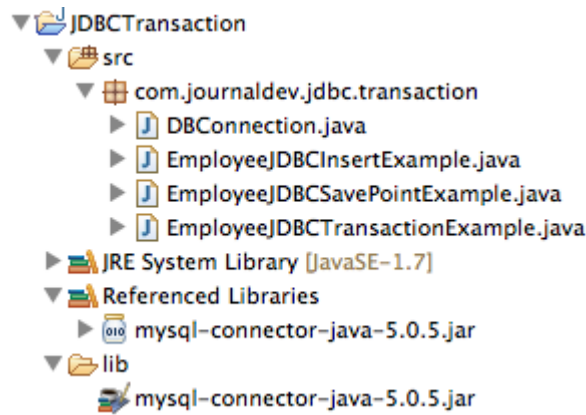 JDBCTransaction
src
com.journaldev.jdbc.transaction
DBConnection.java
EmployeeJDBCInsertExample.java
EmployeeJDBCSavePointExample.java
EmployeeJDBCTransactionExample.java
JRE System Library [JavaSE-1.7]
Referenced Libraries
mysql-connector-java-5.0.5.jar
lib
mysql-connector-java-5.0.5.jar